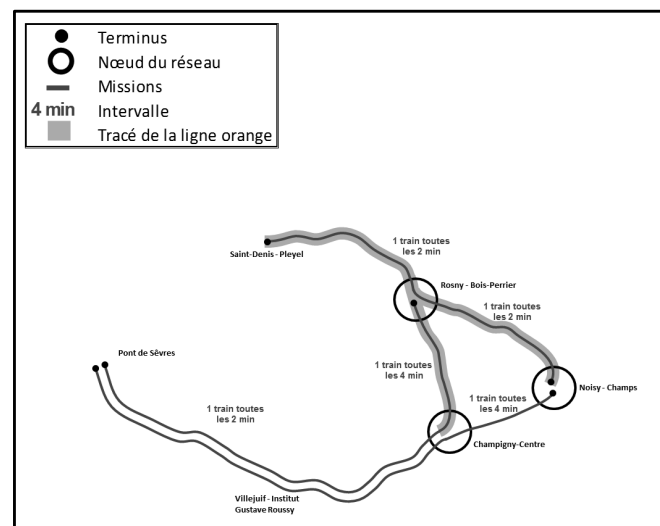 Terminus
Nœud du réseau
Missions
4 min Intervalle
Tracé de la ligne orange
Saint-Denis - Pleyel
1 train toutes
les 2 min
Rosny - Bois-Perrier
1 train toutes
les 2 min
Pont de Sêvres
1 train toutes
les 4 min
1 train toutes
les 4 min
Noisy - Champs
1 train toutes
les 2 min
Champigny-Centre
Villejuif - Institut
Gustave Roussy